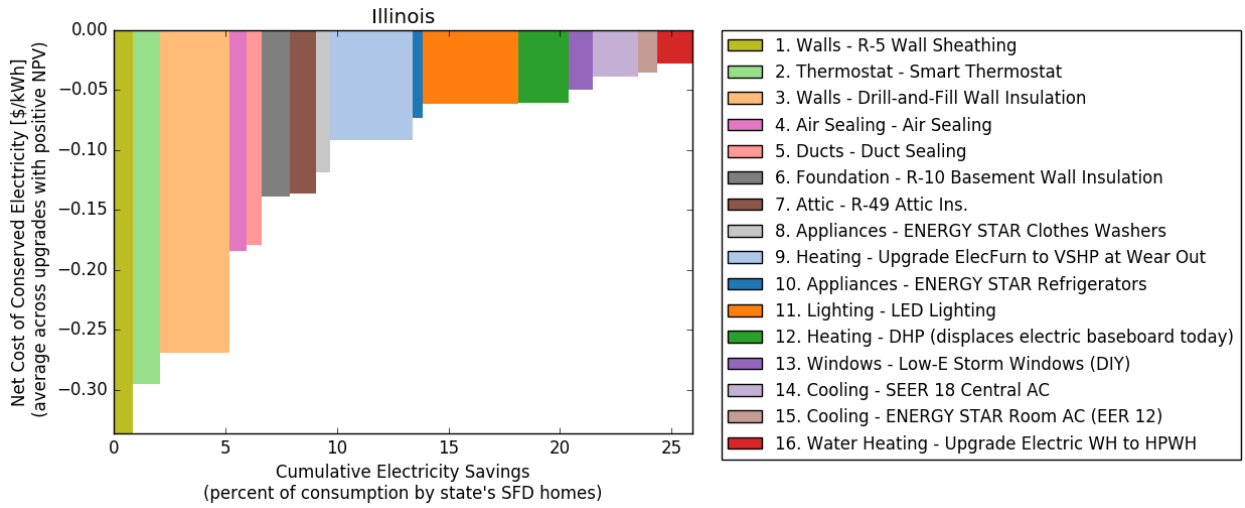 Illinois
Net Cost of Conserved Electricity [$/kWh]
(average across upgrades with positive NPV)
0.00
−0.05
−0.10
−0.15
−0.20
−0.25
−0.30
0
5
10
15
20
25
Cumulative Electricity Savings
(percent of consumption by state's SFD homes)
1. Walls - R-5 Wall Sheathing
2. Thermostat - Smart Thermostat
3. Walls - Drill-and-Fill Wall Insulation
4. Air Sealing - Air Sealing
5. Ducts - Duct Sealing
6. Foundation - R-10 Basement Wall Insulation
7. Attic - R-49 Attic Ins.
8. Appliances - ENERGY STAR Clothes Washers
9. Heating - Upgrade ElecFurn to VSHP at Wear Out
10. Appliances - ENERGY STAR Refrigerators
11. Lighting - LED Lighting
12. Heating - DHP (displaces electric baseboard today)
13. Windows - Low-E Storm Windows (DIY)
14. Cooling - SEER 18 Central AC
15. Cooling - ENERGY STAR Room AC (EER 12)
16. Water Heating - Upgrade Electric WH to HPWH